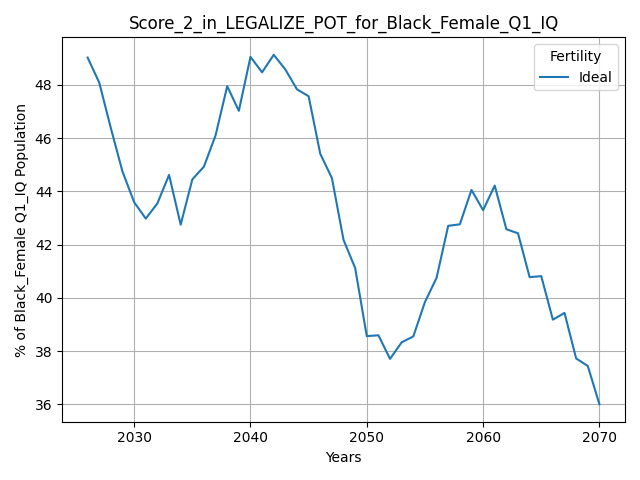 Score_2_in_LEGALIZE_POT_for_Black_Female_Q1_IQ
Fertility
Ideal
% of Black_Female Q1_IQ Population
48
46
44
42
40
38
36
2030
2040
2050
2060
2070
Years